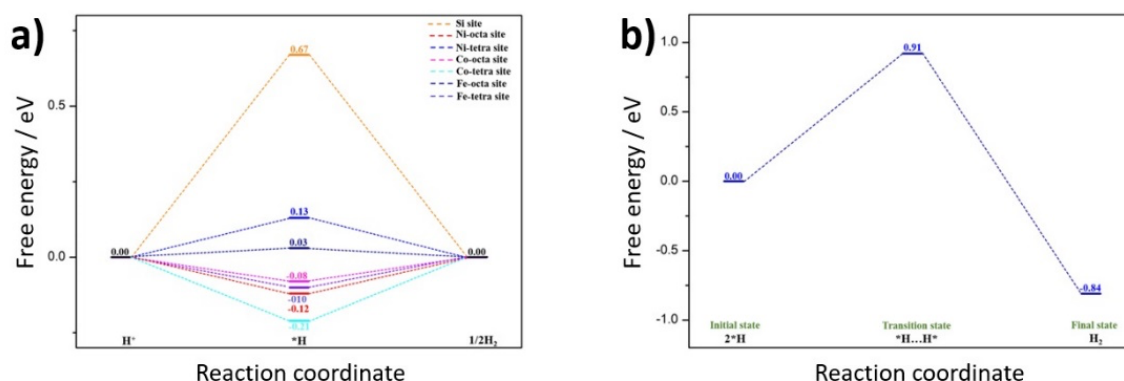 a)
Free energy / eV
0.5
0.0
0.67
0.13
0.03
0.00
0.00
-0.08
-010
-0.12
-0.21
Si site
Ni-octa site
Ni-tetra site
Co-octa site
Co-tetra site
Fe-octa site
Fe-tetra site
H⁺ *H 1/2H₂
Reaction coordinate
b)
Free energy / eV
1.0
0.5
0.0
-0.5
-1.0
0.91
0.00
-0.84
Initial state Transition state Final state
2*H *H...H* H₂
Reaction coordinate